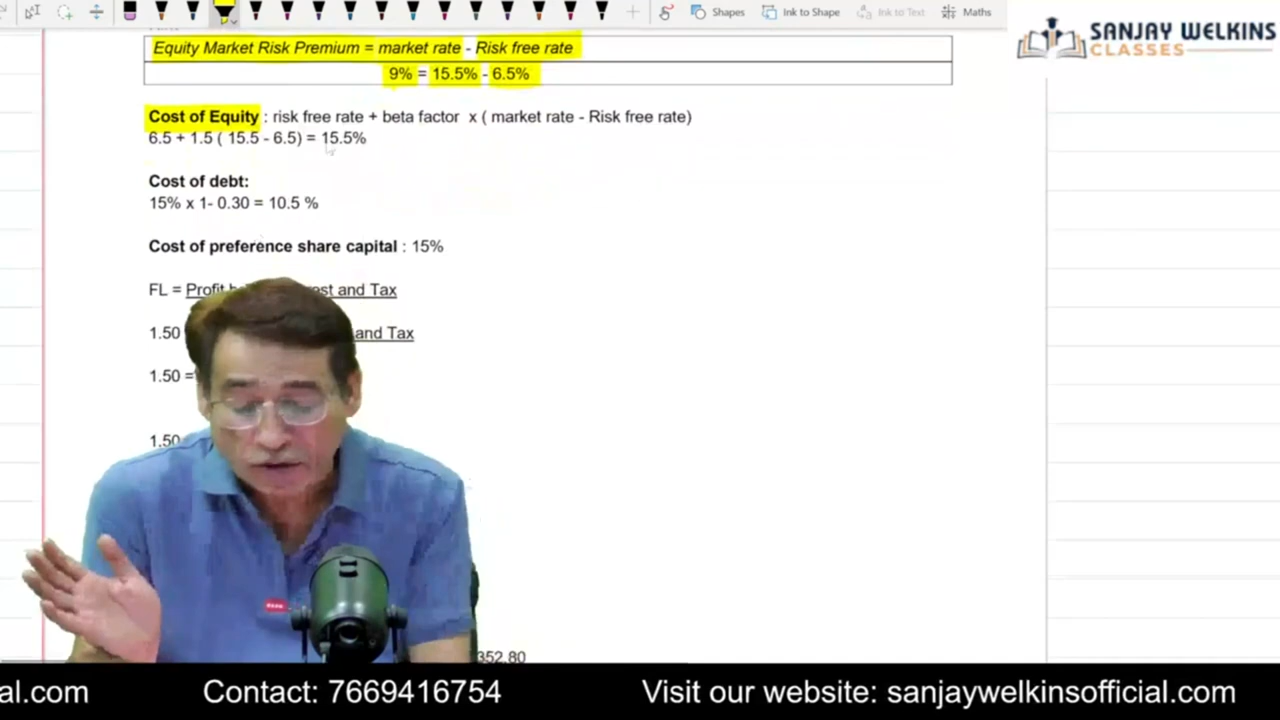 Shapes
Ink to Shape
Ink to Text
Maths
SANJAY WELKINS
CLASSES
Equity Market Risk Premium = market rate - Risk free rate
9% = 15.5% - 6.5%
Cost of Equity : risk free rate + beta factor x ( market rate - Risk free rate)
6.5 + 1.5 ( 15.5 - 6.5) = 15.5%
Cost of debt:
15% x 1- 0.30 = 10.5 %
Cost of preference share capital : 15%
FL = Profit and Tax
1.50 and Tax
1.50 =
1.50
352.80
al.com Contact: 7669416754 Visit our website: sanjaywelkinsofficial.com